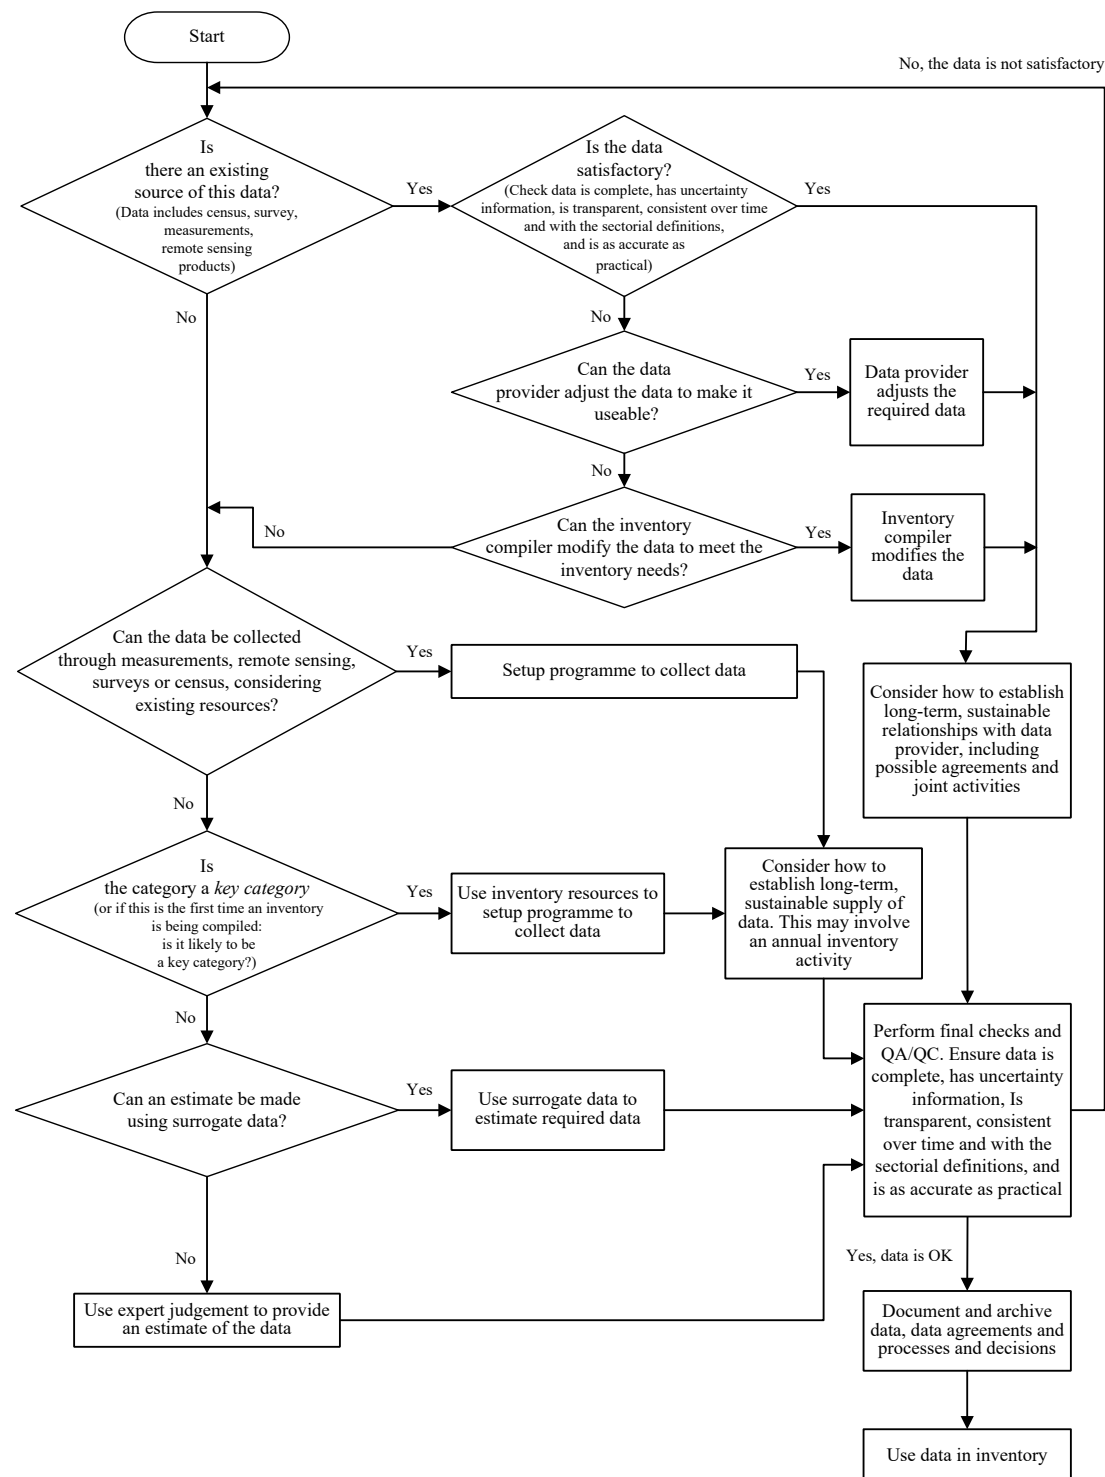 Start
No, the data is not satisfactory
Is
there an existing
source of this data?
(Data includes census, survey,
measurements,
remote sensing
products)
Yes
Is the data
satisfactory?
(Check data is complete, has uncertainty
information, is transparent, consistent over time
and with the sectorial definitions,
and is as accurate as
practical)
Yes
No
No
Can the data
provider adjust the data to make it
useable?
Yes
Data provider
adjusts the
required data
No
Can the inventory
compiler modify the data to meet the
inventory needs?
No
Yes
Inventory
compiler
modifies the
data
Can the data be collected
through measurements, remote sensing,
surveys or census, considering
existing resources?
Yes
Setup programme to collect data
Consider how to establish
long-term, sustainable
relationships with data
provider, including
possible agreements and
joint activities
No
Is
the category a key category
(or if this is the first time an inventory
is being compiled:
is it likely to be
a key category?)
Yes
Use inventory resources to
setup programme to
collect data
Consider how to
establish long-term,
sustainable supply of
data. This may involve
an annual inventory
activity
No
Can an estimate be made
using surrogate data?
Yes
Use surrogate data to
estimate required data
Perform final checks and
QA/QC. Ensure data is
complete, has uncertainty
information, Is
transparent, consistent
over time and with the
sectorial definitions, and
is as accurate as practical
No
Use expert judgement to provide
an estimate of the data
Yes, data is OK
Document and archive
data, data agreements and
processes and decisions
Use data in inventory